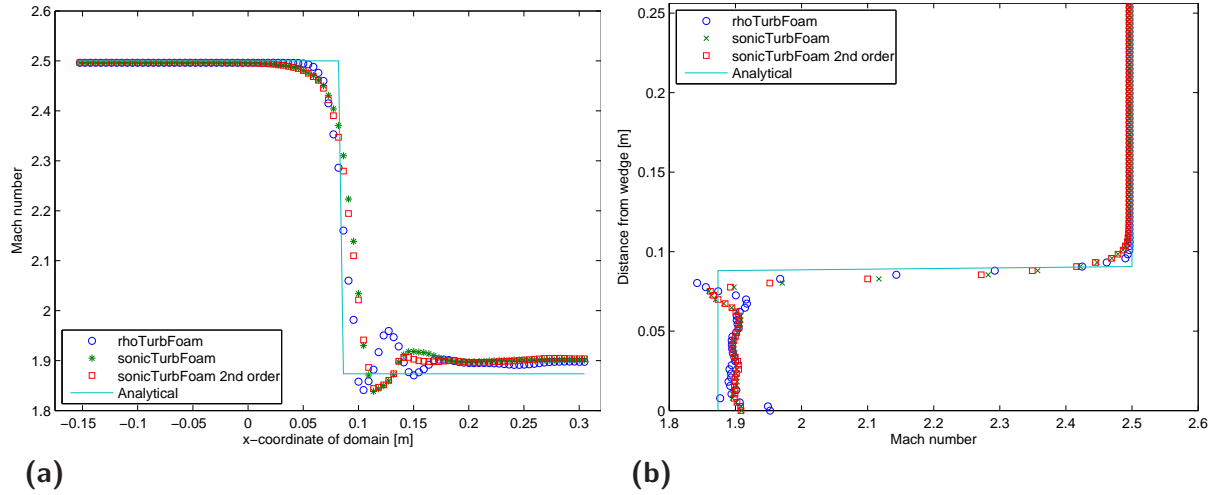 2.6
2.5
2.4
2.3
2.2
2.1
2
1.9
1.8
Mach number
rhoTurbFoam
sonicTurbFoam
sonicTurbFoam 2nd order
Analytical
−0.15 −0.1 −0.05 0 0.05 0.1 0.15 0.2 0.25 0.3
x−coordinate of domain [m]
(a)
0.25
0.2
0.15
0.1
0.05
0
Distance from wedge [m]
rhoTurbFoam
sonicTurbFoam
sonicTurbFoam 2nd order
Analytical
1.8 1.9 2 2.1 2.2 2.3 2.4 2.5 2.6
Mach number
(b)